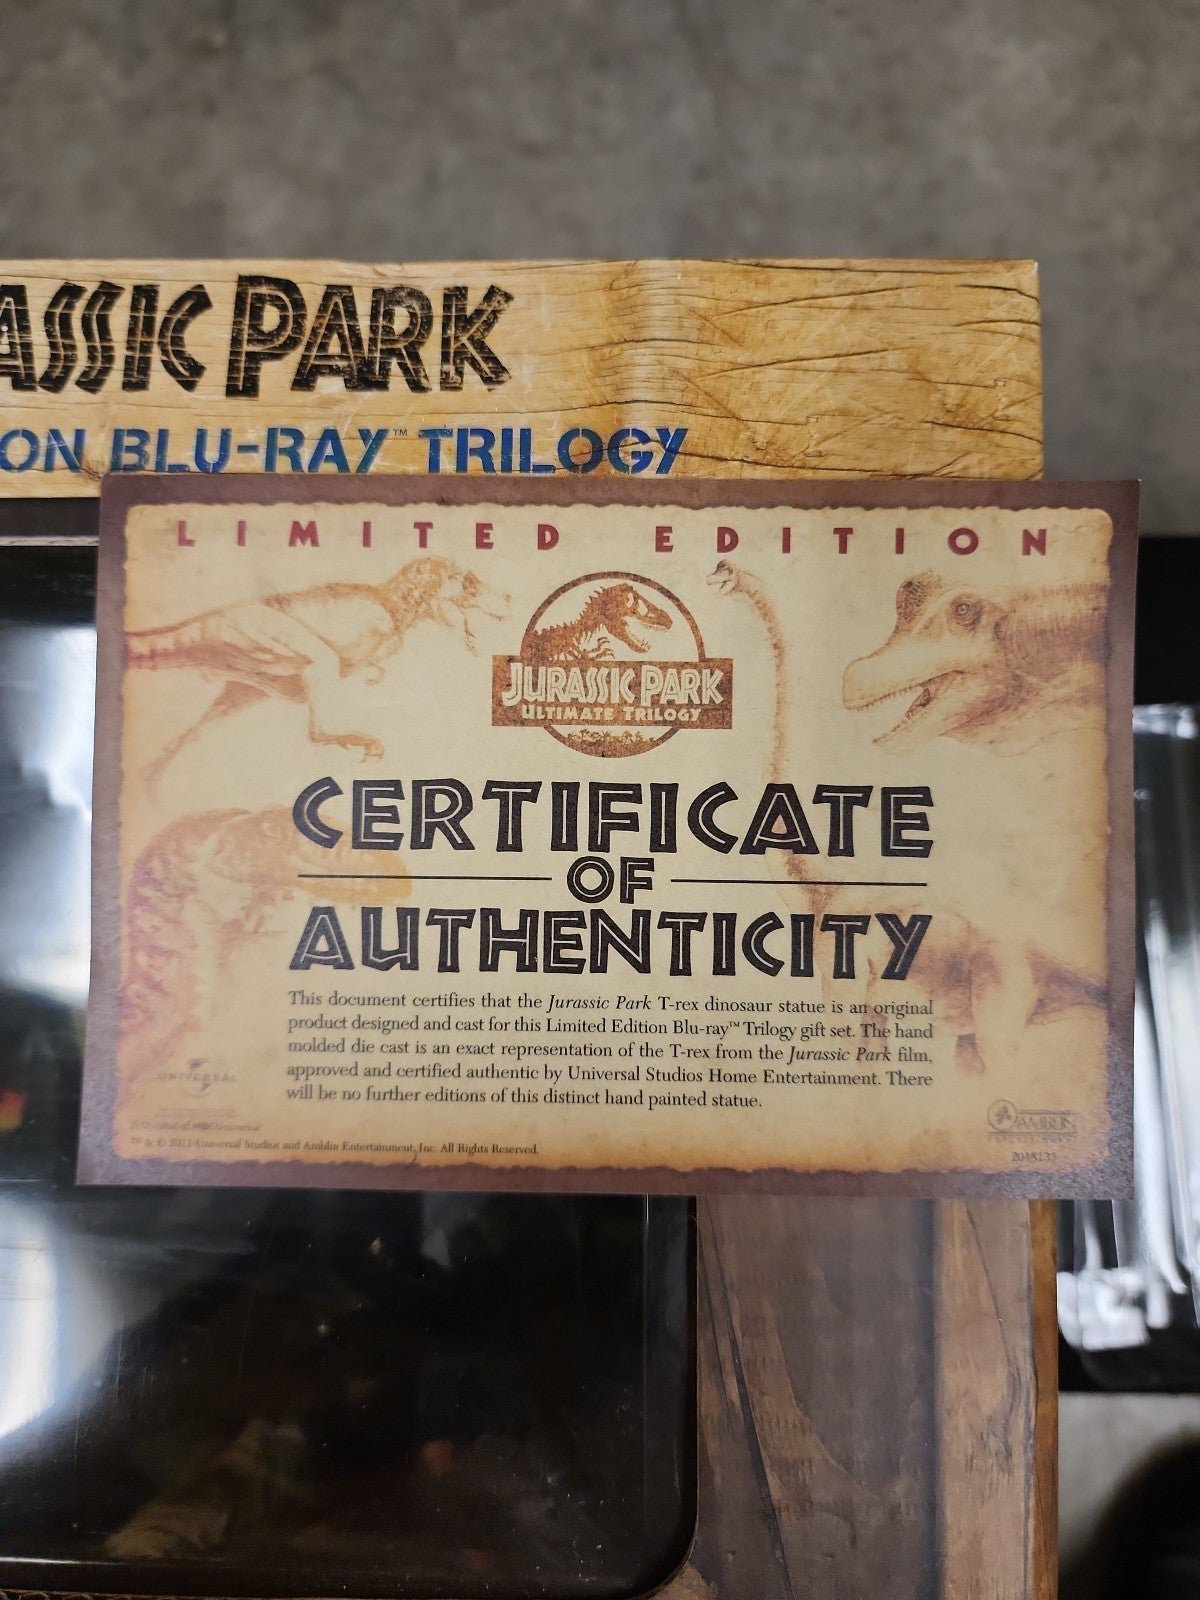 ASSIC PARK
ON BLU-RAY™ TRILOGY
LIMITED EDITION
JURASSIC PARK
ULTIMATE TRILOGY
CERTIFICATE
OF
AUTHENTICITY
This document certifies that the Jurassic Park T-rex dinosaur statue is an original
product designed and cast for this Limited Edition Blu-ray™ Trilogy gift set. The hand
molded die cast is an exact representation of the T-rex from the Jurassic Park film,
approved and certified authentic by Universal Studios Home Entertainment. There
will be no further editions of this distinct hand painted statue.
UNIVERSAL
™ & © 2011 Universal Studios and Amblin Entertainment, Inc. All Rights Reserved.
AMBLIN